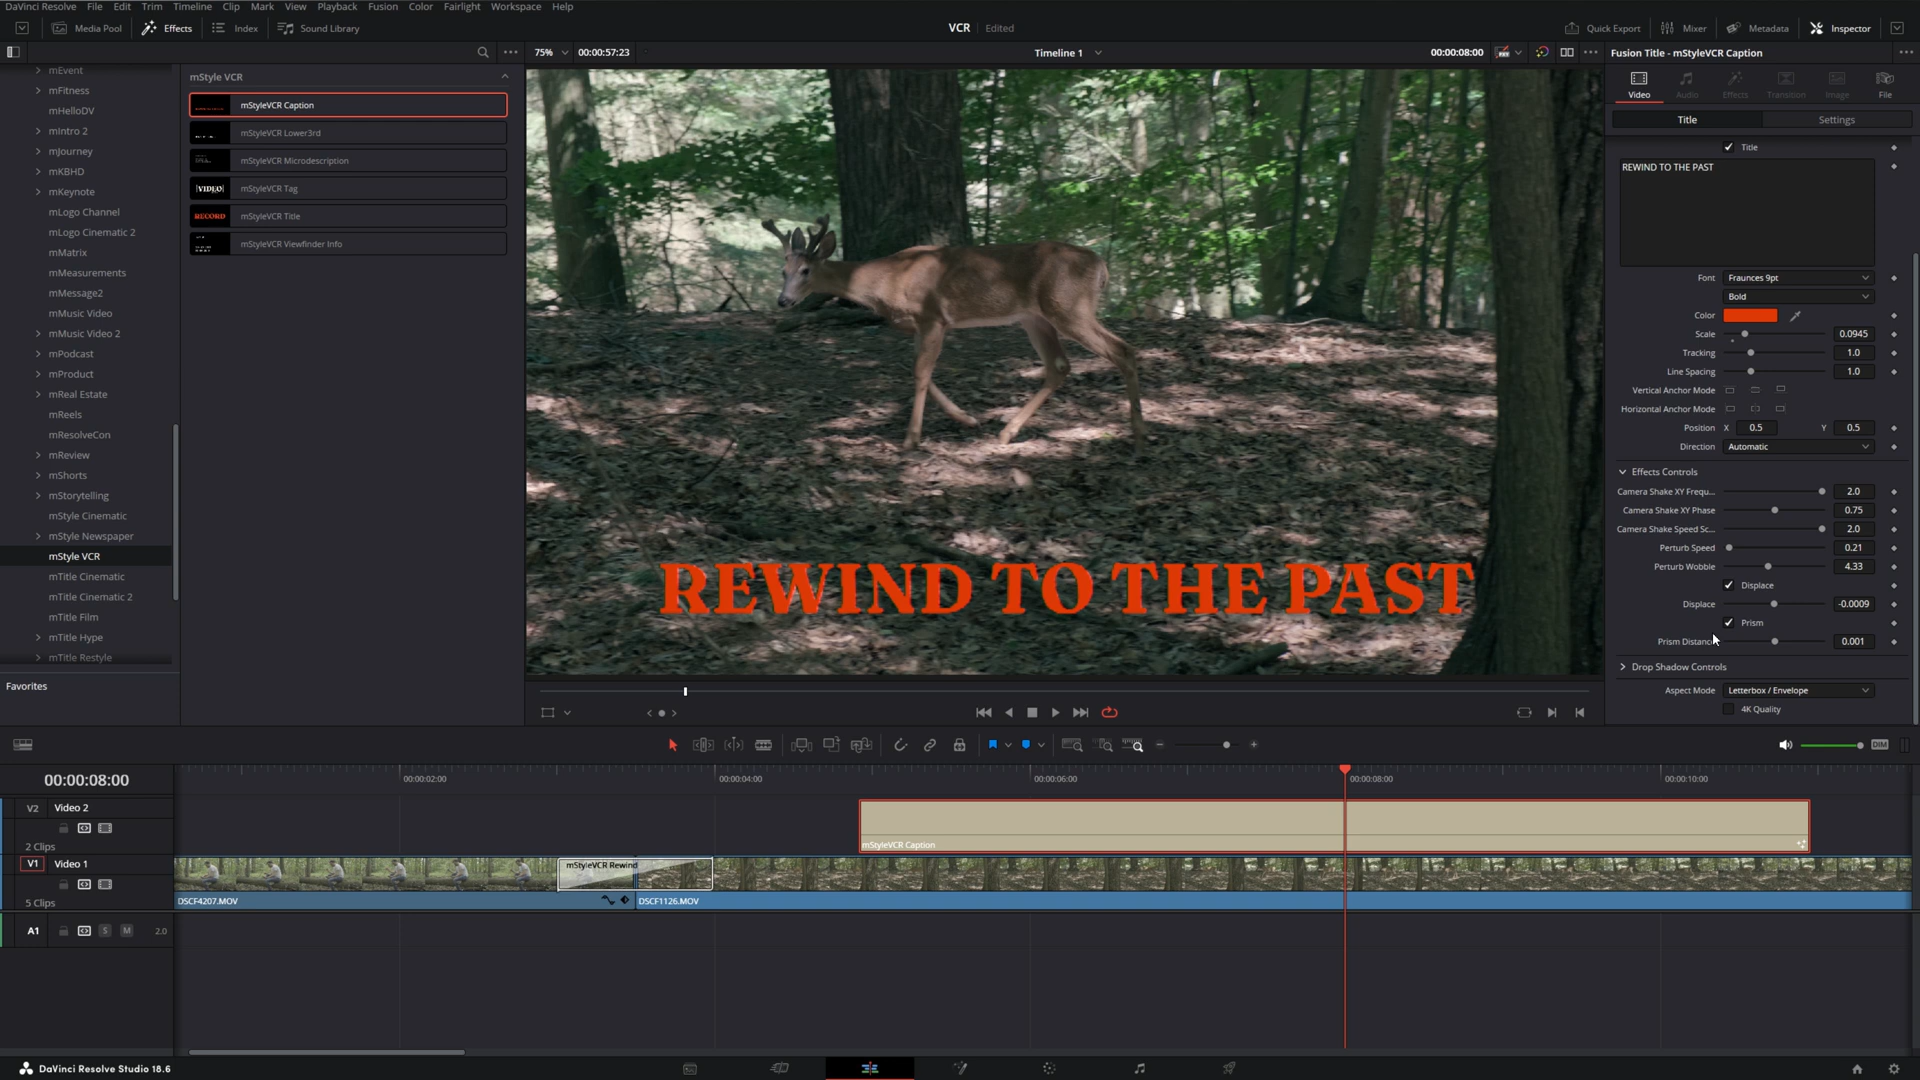 DaVinci Resolve File Edit Trim Timeline Clip Mark View Playback Fusion Color Fairlight Workspace Help
Media Pool Effects Index Sound Library VCR Edited Quick Export Mixer Metadata Inspector
75% 00:00:57:23 Timeline 1 00:00:08:00 Fusion Title - mStyleVCR Caption
mEvent
mFitness
mHelloDV
mIntro 2
mJourney
mKBHD
mKeynote
mLogo Channel
mLogo Cinematic 2
mMatrix
mMeasurements
mMessage2
mMusic Video
mMusic Video 2
mPodcast
mProduct
mReal Estate
mReels
mResolveCon
mReview
mShorts
mStorytelling
mStyle Cinematic
mStyle Newspaper
mStyle VCR
mTitle Cinematic
mTitle Cinematic 2
mTitle Film
mTitle Hype
mTitle Restyle
Favorites
mStyle VCR
mStyleVCR Caption
mStyleVCR Lower3rd
mStyleVCR Microdescription
VIDEO mStyleVCR Tag
RECORD mStyleVCR Title
mStyleVCR Viewfinder Info
REWIND TO THE PAST
Video Audio Effects Transition Image File
Title Settings
Title
REWIND TO THE PAST
Font Fraunces 9pt
Bold
Color
Scale 0.0945
Tracking 1.0
Line Spacing 1.0
Vertical Anchor Mode
Horizontal Anchor Mode
Position X 0.5 Y 0.5
Direction Automatic
Effects Controls
Camera Shake XY Frequ... 2.0
Camera Shake XY Phase 0.75
Camera Shake Speed Sc... 2.0
Perturb Speed 0.21
Perturb Wobble 4.33
Displace
Displace -0.0009
Prism
Prism Distance 0.001
Drop Shadow Controls
Aspect Mode Letterbox / Envelope
4K Quality
DIM
00:00:08:00 00:00:02:00 00:00:04:00 00:00:06:00 00:00:08:00 00:00:10:00
V2 Video 2
2 Clips
mStyleVCR Caption
V1 Video 1
mStyleVCR Rewind
5 Clips
DSCF4207.MOV DSCF1126.MOV
A1 S M 2.0
DaVinci Resolve Studio 18.6